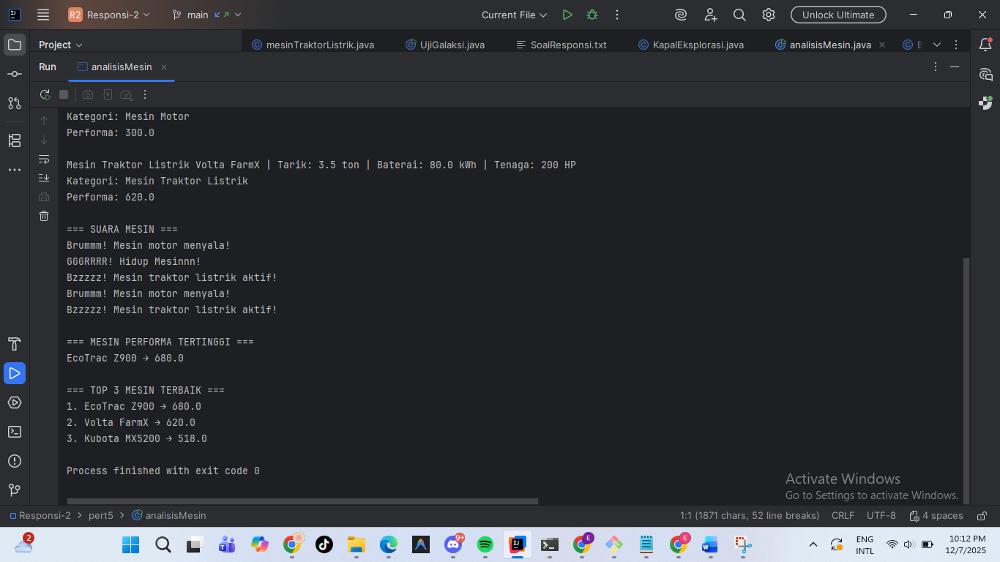 R2 Responsi-2
main
Current File
Unlock Ultimate
Project
mesinTraktorListrik.java
UjiGalaksi.java
SoalResponsi.txt
KapalEksplorasi.java
analisisMesin.java
Run
analisisMesin
Kategori: Mesin Motor
Performa: 300.0
Mesin Traktor Listrik Volta FarmX | Tarik: 3.5 ton | Baterai: 80.0 kWh | Tenaga: 200 HP
Kategori: Mesin Traktor Listrik
Performa: 620.0
=== SUARA MESIN ===
Brummm! Mesin motor menyala!
GGGRRRR! Hidup Mesinnn!
Bzzzzz! Mesin traktor listrik aktif!
Brummm! Mesin motor menyala!
Bzzzzz! Mesin traktor listrik aktif!
=== MESIN PERFORMA TERTINGGI ===
EcoTrac Z900 → 680.0
=== TOP 3 MESIN TERBAIK ===
1. EcoTrac Z900 → 680.0
2. Volta FarmX → 620.0
3. Kubota MX5200 → 518.0
Process finished with exit code 0
Activate Windows
Go to Settings to activate Windows.
Responsi-2 > pert5 > analisisMesin
1:1 (1871 chars, 52 line breaks)
CRLF
UTF-8
4 spaces
2
9+
E
E
ENG
INTL
10:12 PM
12/7/2025